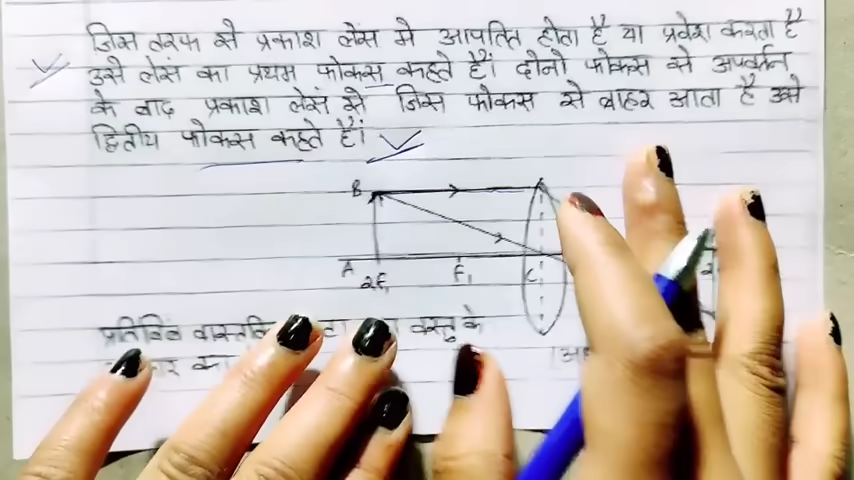 जिस तरफ से प्रकाश लेंस मे आपतित होता है या प्रवेश करता है
उसे लेंस का प्रथम फोकस कहते हैं। दोनो फोकस से अपवर्तन
के बाद प्रकाश लेंस से जिस फोकस से बाहर आता है उसे
द्वितीय फोकस कहते हैं।
B
A 2F₁ F₁ C 2
प्रतिबिंब वस्तु के
का